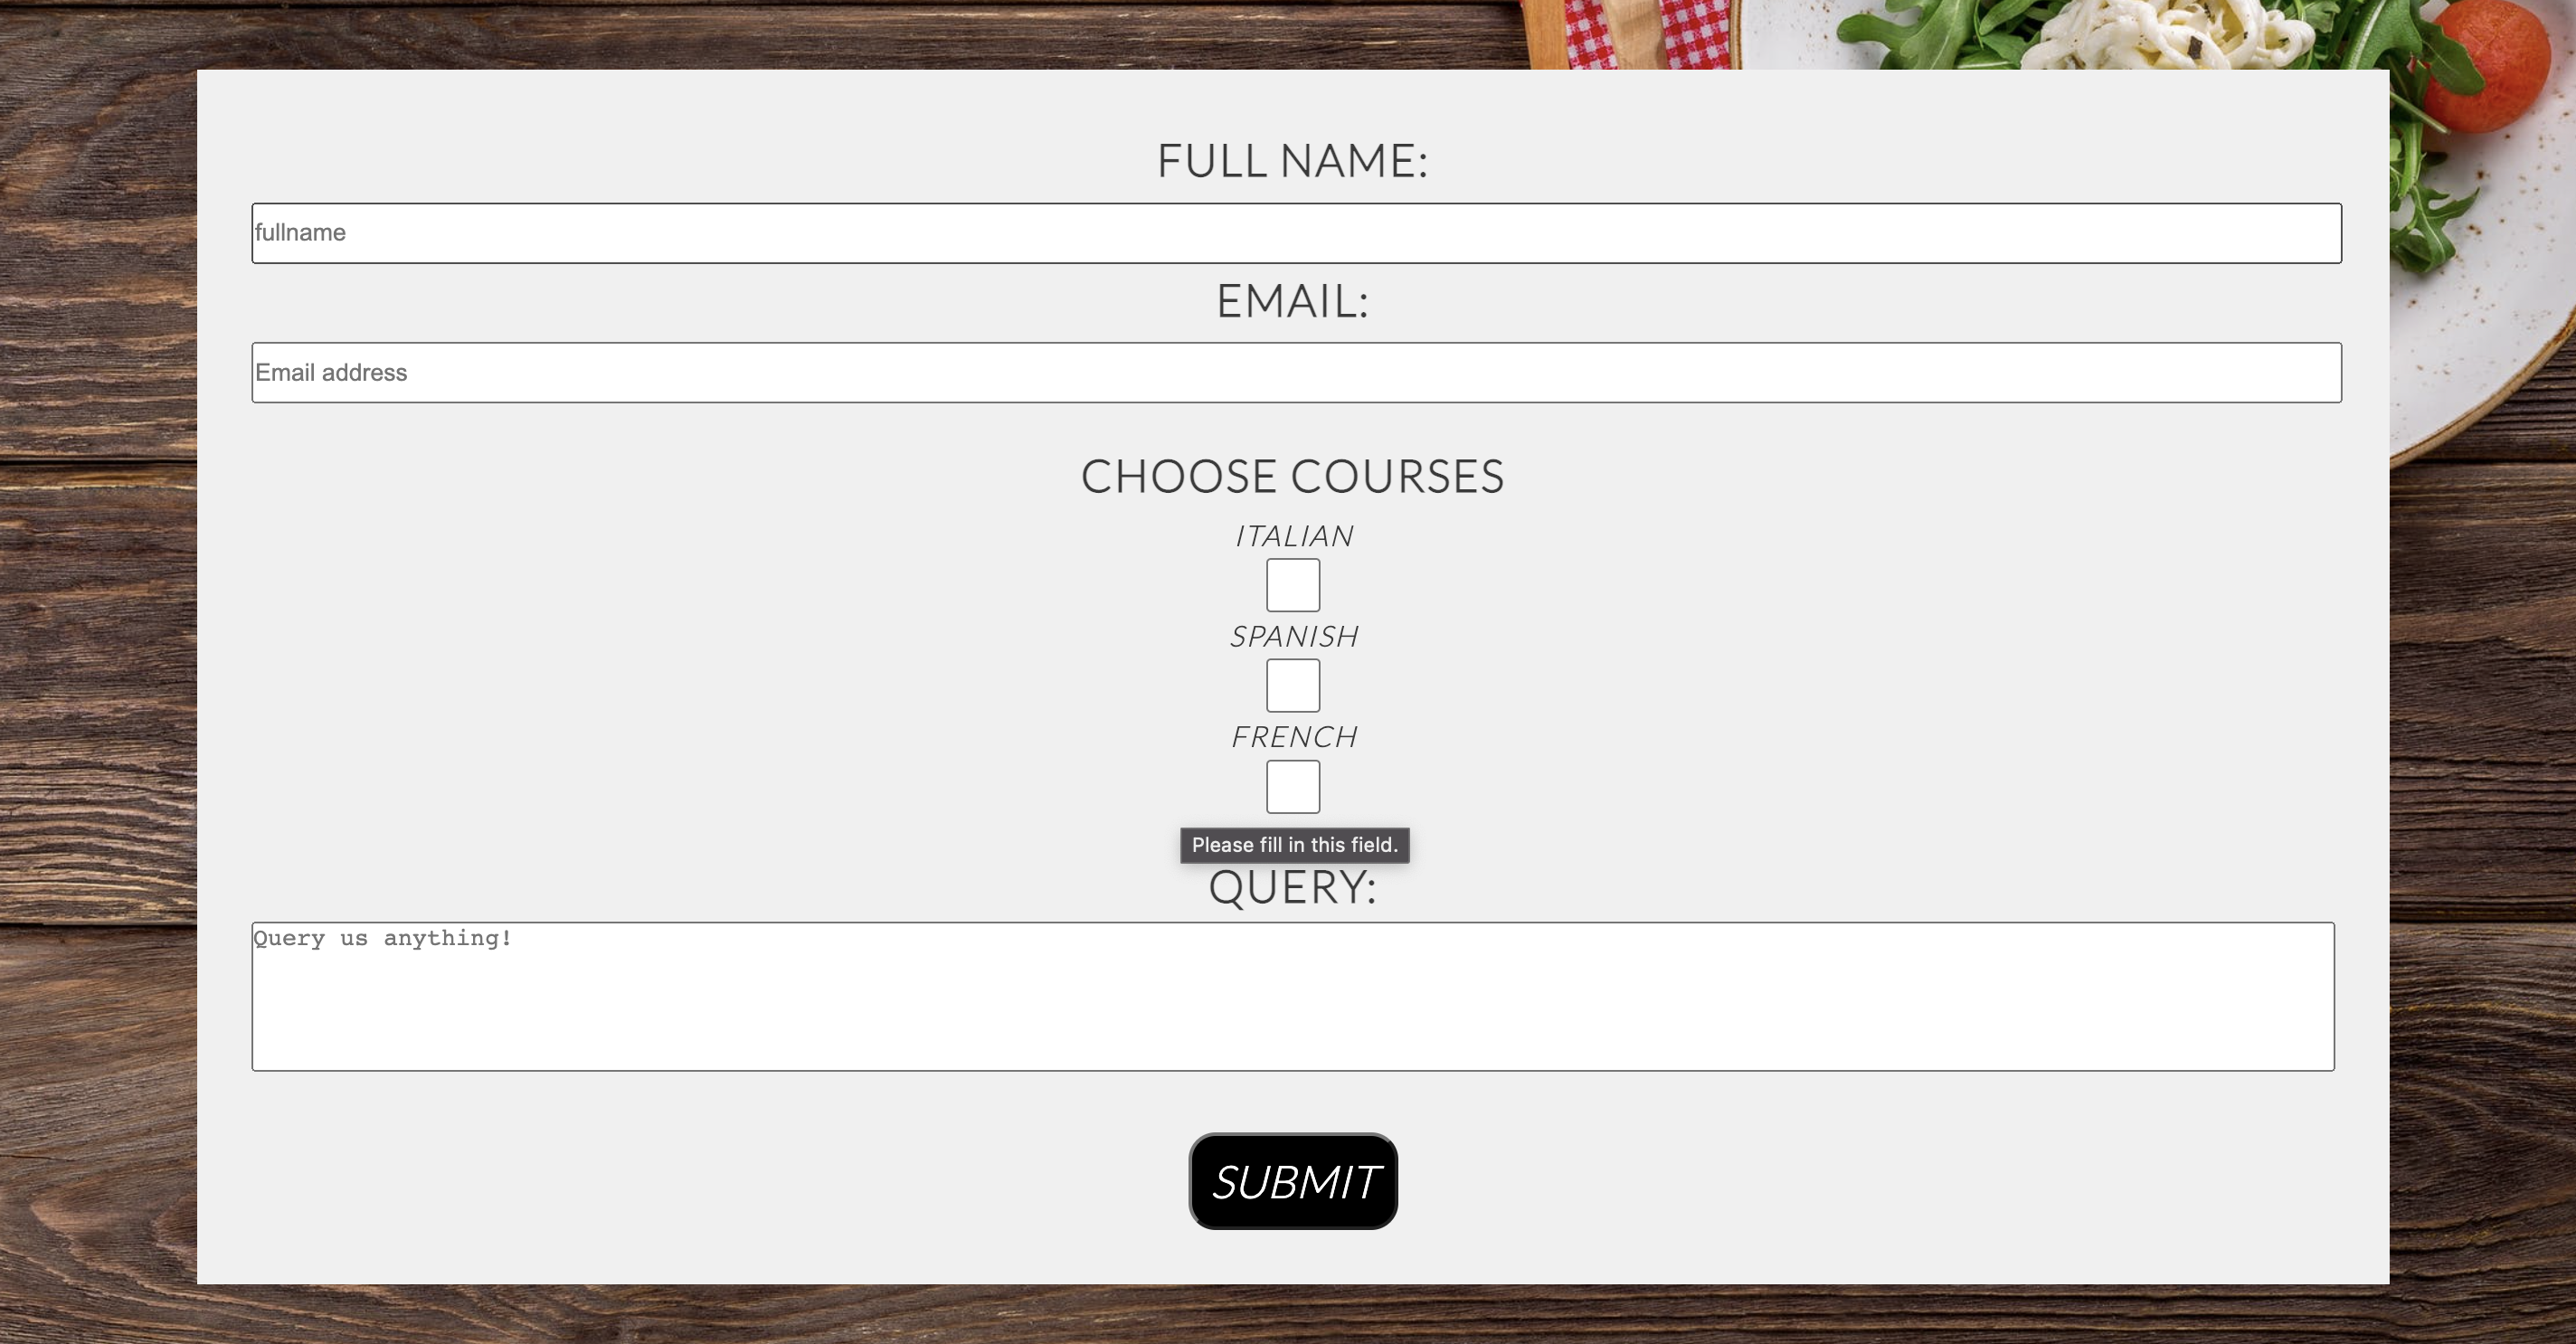 FULL NAME:
fullname
EMAIL:
Email address
CHOOSE COURSES
ITALIAN
SPANISH
FRENCH
Please fill in this field.
QUERY:
Query us anything!
SUBMIT